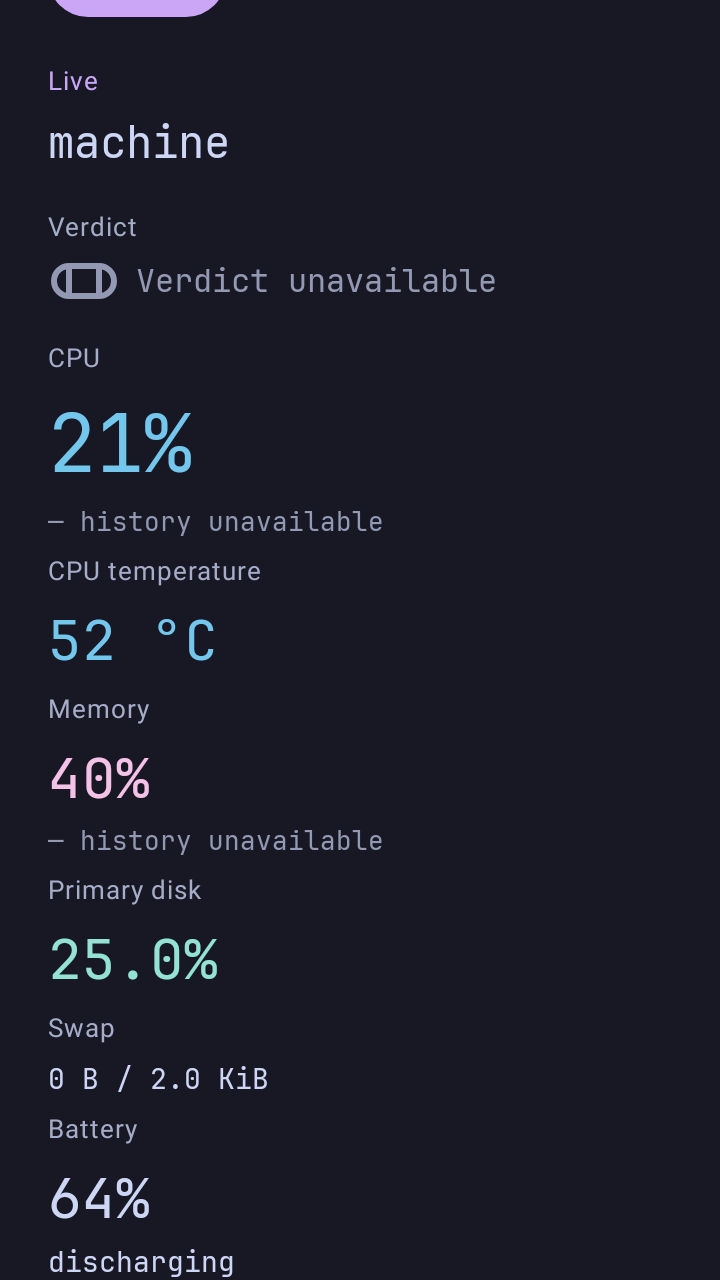 Live
machine
Verdict
Verdict unavailable
CPU
21%
— history unavailable
CPU temperature
52 °C
Memory
40%
— history unavailable
Primary disk
25.0%
Swap
0 B / 2.0 KiB
Battery
64%
discharging